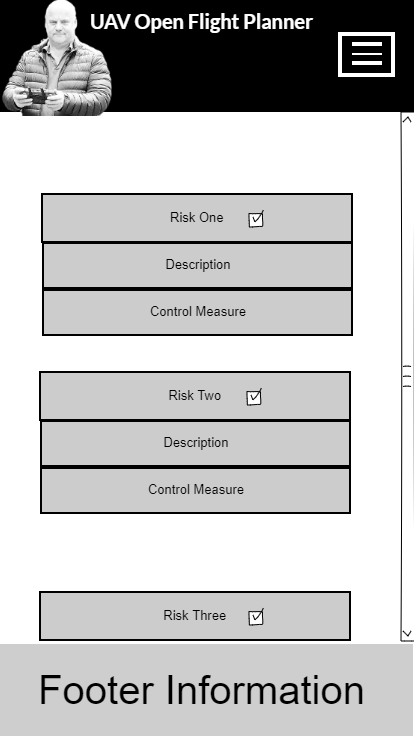 UAV Open Flight Planner
Risk One
Description
Control Measure
Risk Two
Description
Control Measure
Risk Three
Footer Information